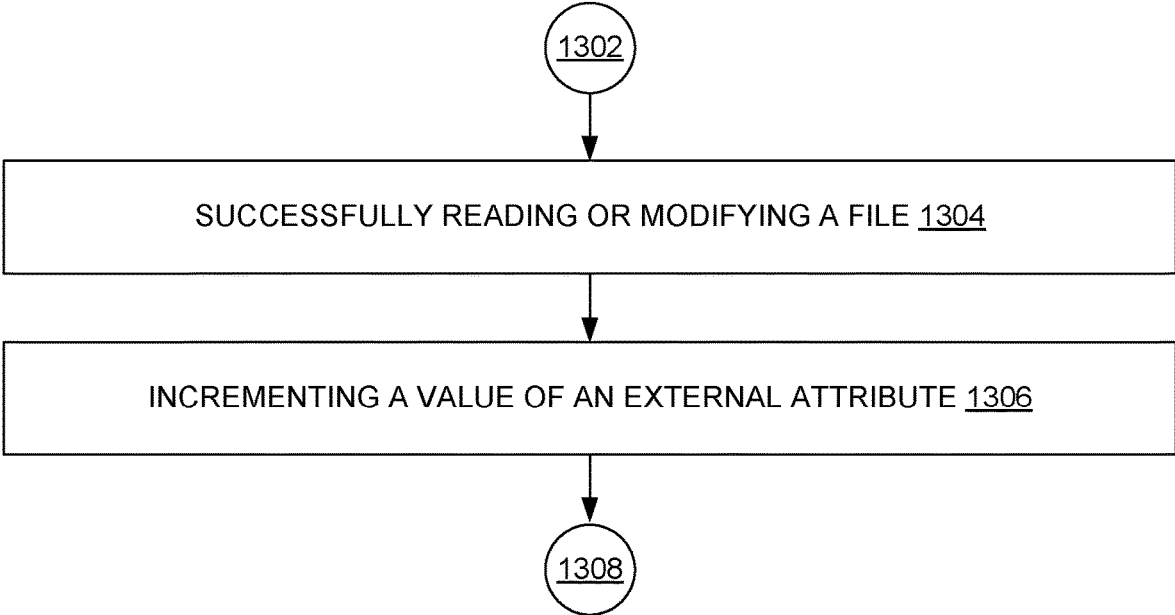 1302
SUCCESSFULLY READING OR MODIFYING A FILE 1304
INCREMENTING A VALUE OF AN EXTERNAL ATTRIBUTE 1306
1308